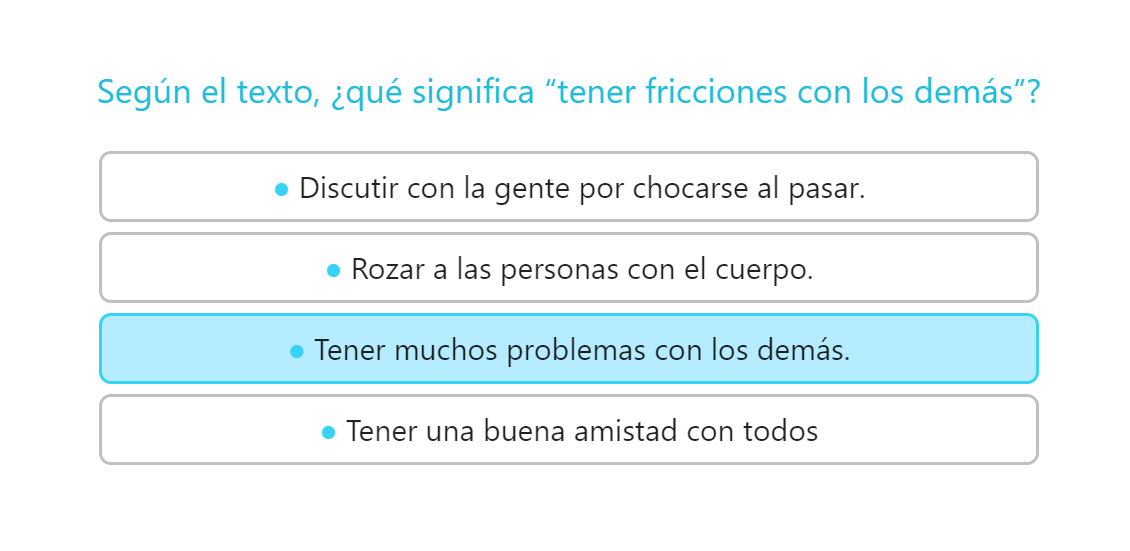 Según el texto, ¿qué significa “tener fricciones con los demás”?
● Discutir con la gente por chocarse al pasar.
● Rozar a las personas con el cuerpo.
● Tener muchos problemas con los demás.
● Tener una buena amistad con todos